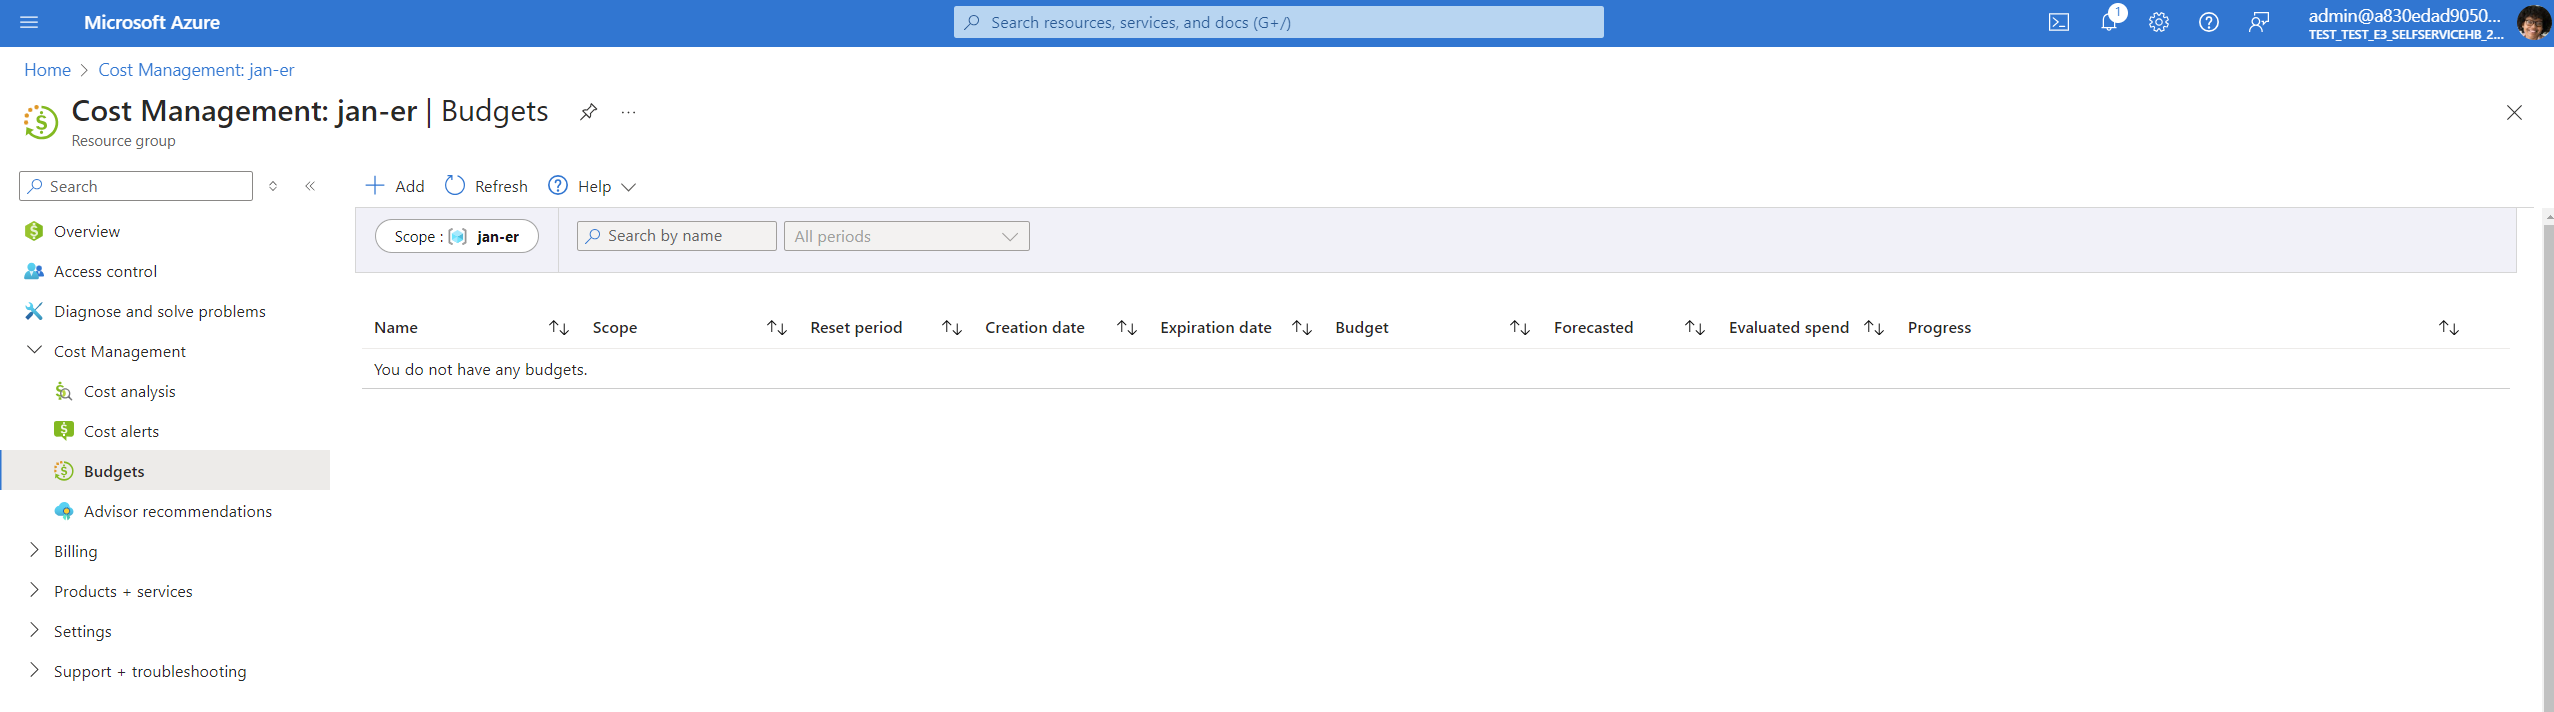 Microsoft Azure
Search resources, services, and docs (G+/)
1
admin@a830edad9050...
TEST_TEST_E3_SELFSERVICEHB_2...
Home > Cost Management: jan-er
Cost Management: jan-er | Budgets
...
Resource group
Search
Add
Refresh
Help
Overview
Access control
Diagnose and solve problems
Cost Management
Cost analysis
Cost alerts
Budgets
Advisor recommendations
Billing
Products + services
Settings
Support + troubleshooting
Scope : jan-er
Search by name
All periods
Name Scope Reset period Creation date Expiration date Budget Forecasted Evaluated spend Progress
You do not have any budgets.